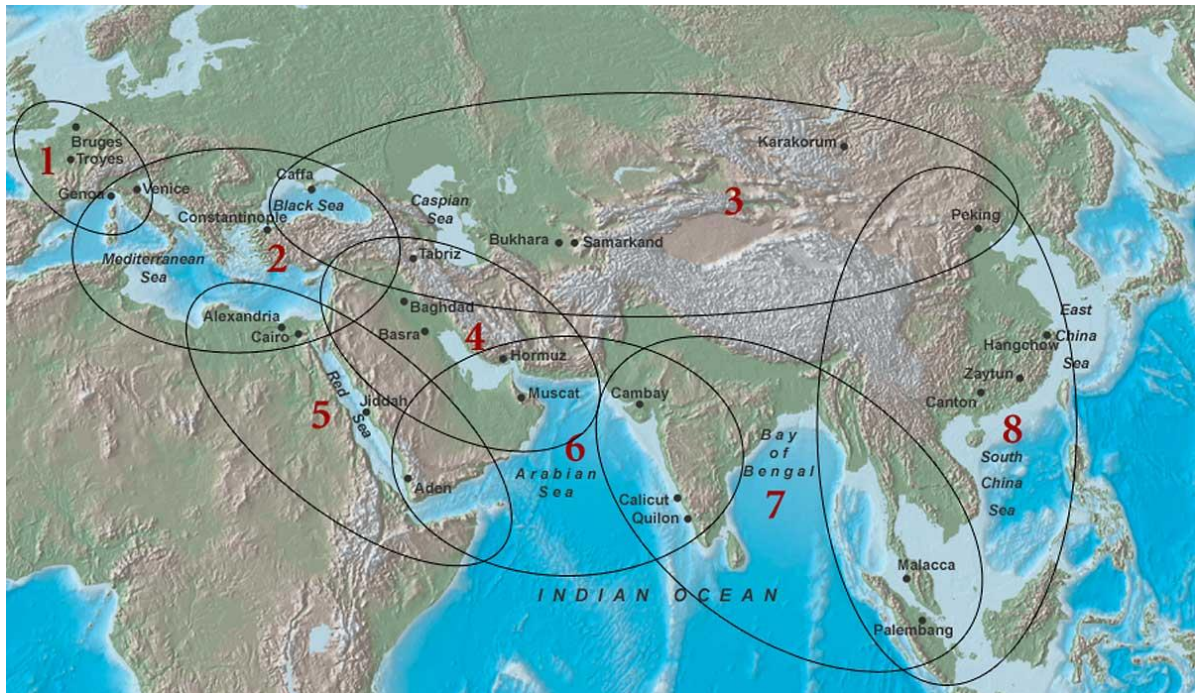 Bruges
1
Troyes
Genoa
Venice
Caffa
Black Sea
Constantinople
2
Mediterranean
Sea
Caspian
Sea
Karakorum
3
Peking
Bukhara
Samarkand
Tabriz
Baghdad
Basra
4
Hormuz
Alexandria
Cairo
5
Red Sea
Jiddah
Muscat
Cambay
6
Arabian
Sea
Aden
Bay
of
Bengal
7
Calicut
Quilon
East
China
Sea
Hangchow
Zaytun
Canton
8
South
China
Sea
Malacca
Palembang
INDIAN OCEAN